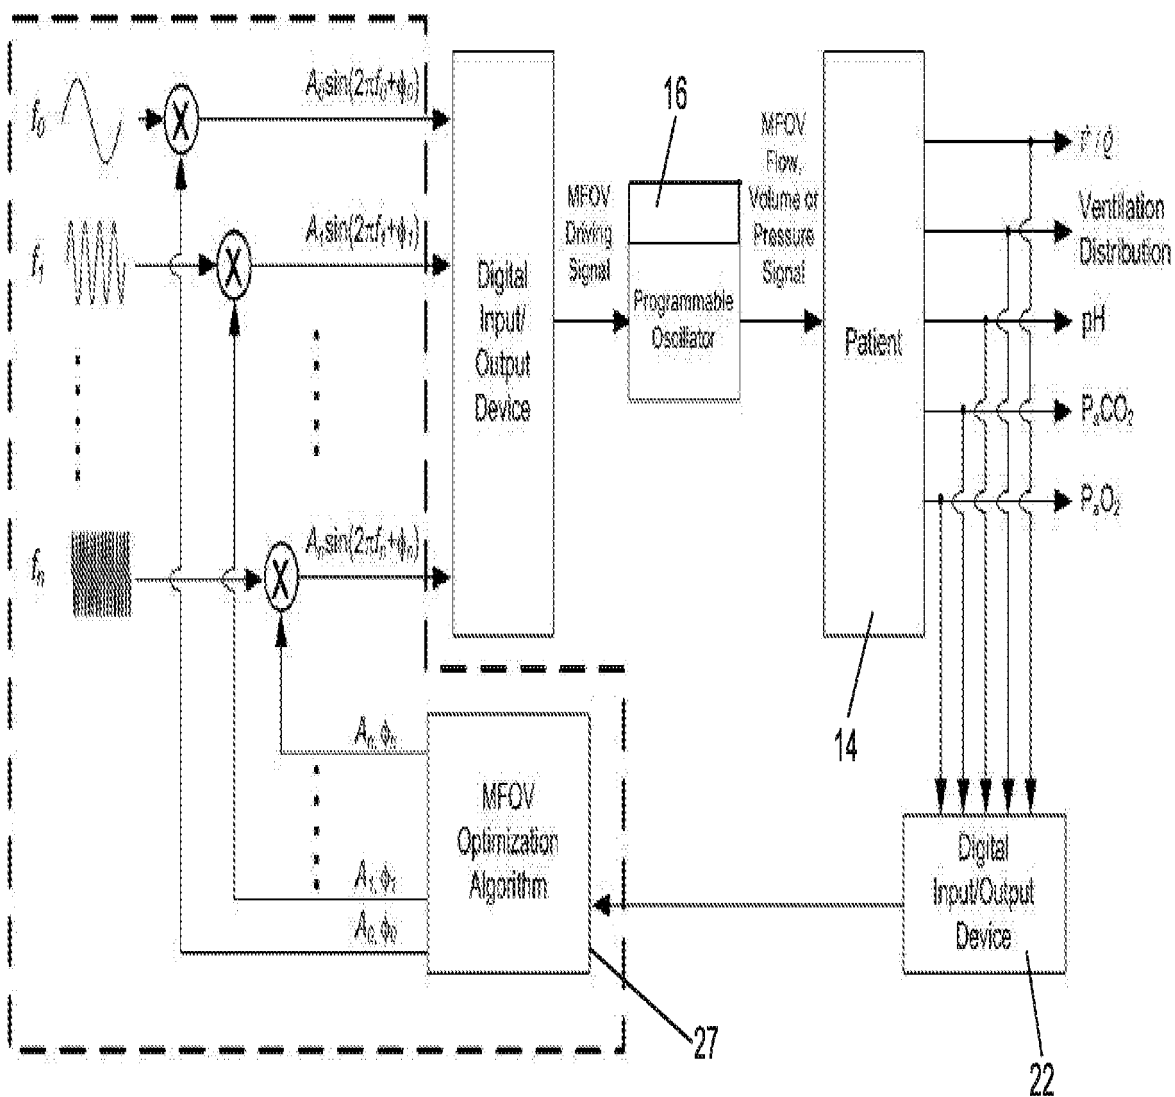 f0
A0sin(2πf0+ϕ0)
f1
A1sin(2πf1+ϕ1)
fn
Ansin(2πfn+ϕn)
Digital
Input/
Output
Device
MFOV
Driving
Signal
16
Programmable
Oscillator
MFOV
Flow,
Volume or
Pressure
Signal
Patient
14
V̇ / Q̇
Ventilation
Distribution
pH
PaCO2
PaO2
An, ϕn
A1, ϕ1
A0, ϕ0
MFOV
Optimization
Algorithm
27
Digital
Input/Output
Device
22